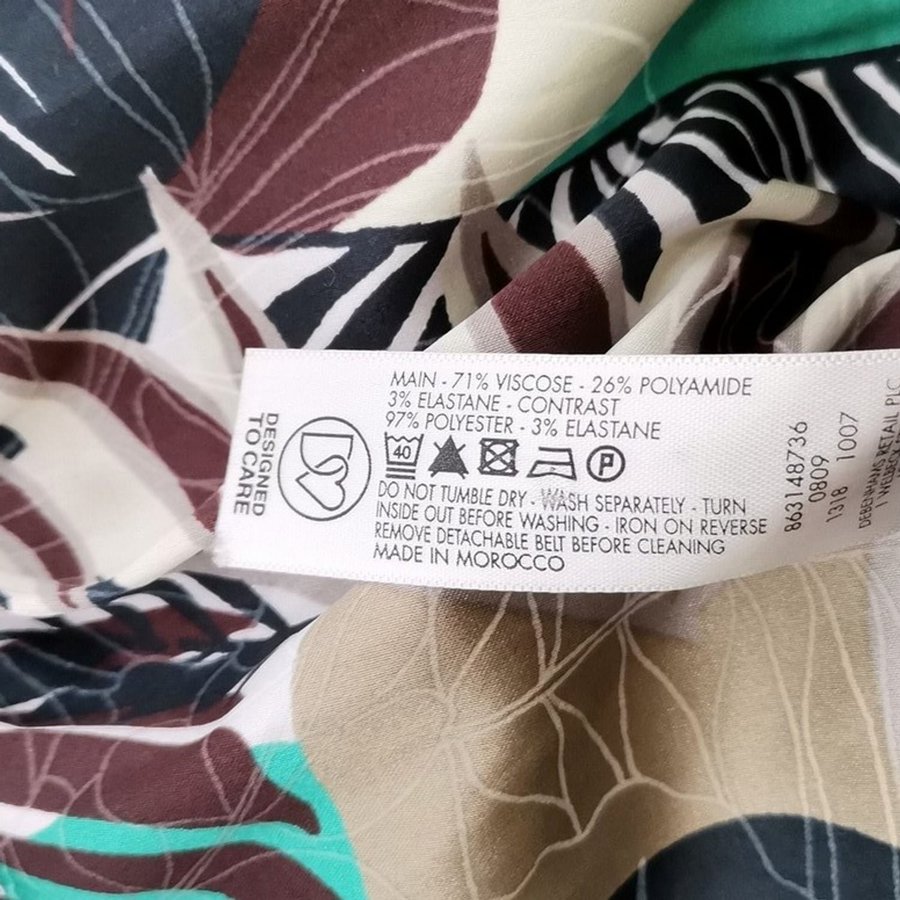 MAIN - 71% VISCOSE - 26% POLYAMIDE
3% ELASTANE - CONTRAST
97% POLYESTER - 3% ELASTANE
40
P
DO NOT TUMBLE DRY - WASH SEPARATELY - TURN
INSIDE OUT BEFORE WASHING - IRON ON REVERSE
REMOVE DETACHABLE BELT BEFORE CLEANING
MADE IN MOROCCO
DESIGNED
TO CARE
863148736
0809
1318 1007
DEBENHAMS RETAIL PLC
1 WELBECK